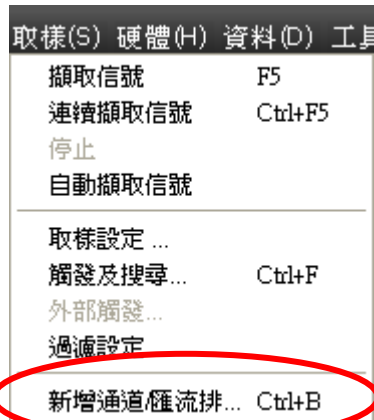 取樣(S) 硬體(H) 資料(D) 工具
擷取信號 F5
連續擷取信號 Ctrl+F5
停止
自動擷取信號
取樣設定 ...
觸發及搜尋... Ctrl+F
外部觸發...
過濾設定
新增通道/匯流排... Ctrl+B